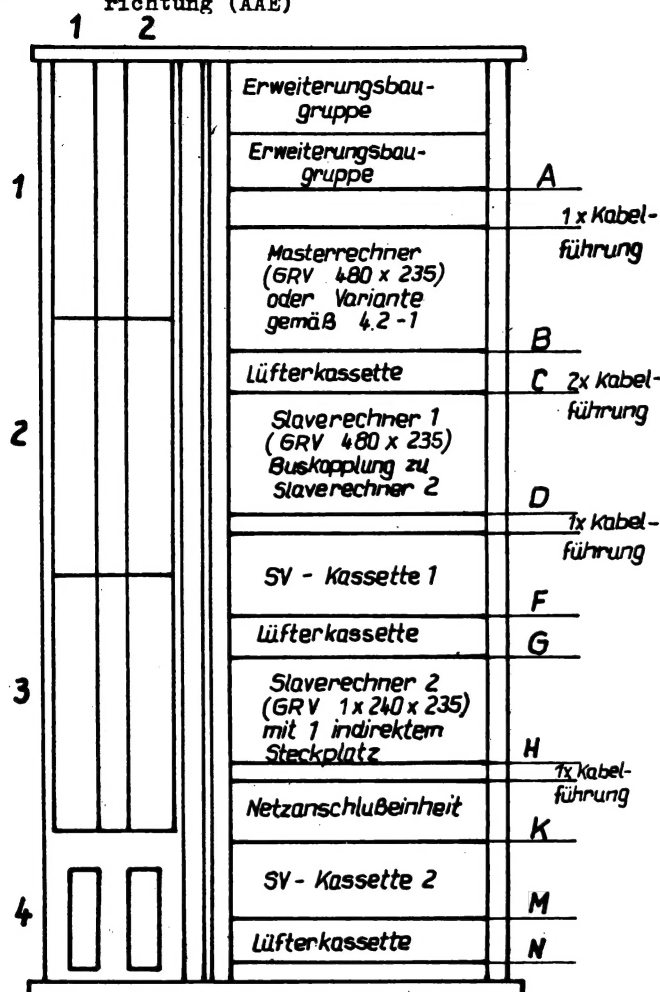 richtung (AAE)
1 2
Erweiterungsbau-
gruppe
Erweiterungsbau-
gruppe
1
A
1 x Kabel-
führung
Masterrechner
(GRV 480 x 235)
oder Variante
gemäß 4.2-1
B
Lüfterkassette
C
2x Kabel-
führung
2
Slaverechner 1
(GRV 480 x 235)
Buskopplung zu
Slaverechner 2
D
1x Kabel-
führung
SV - Kassette 1
F
Lüfterkassette
G
3
Slaverechner 2
(GRV 1x240x235)
mit 1 indirektem
Steckplatz
H
1x Kabel-
führung
Netzanschlußeinheit
K
SV- Kassette 2
4
M
Lüfterkassette
N